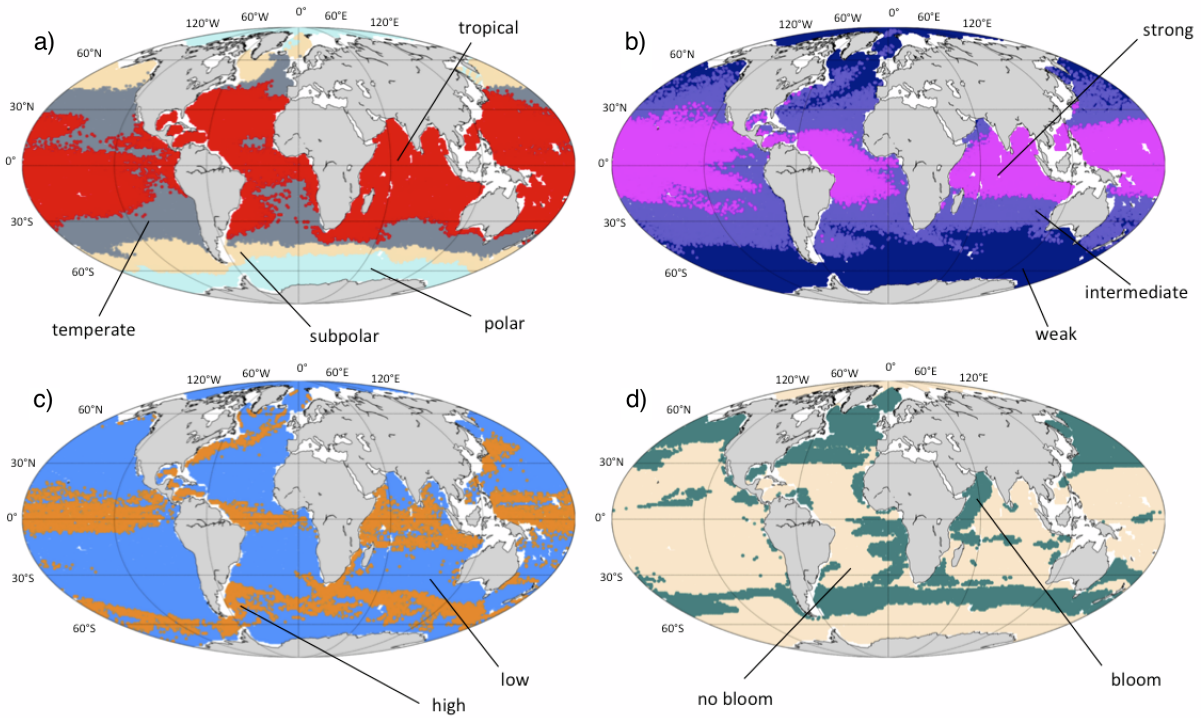 120°W 60°W 0° 60°E 120°E
a)
tropical
60°N
30°N
0°
30°S
60°S
temperate
subpolar
polar
120°W 60°W 0° 60°E 120°E
b)
strong
60°N
30°N
0°
30°S
60°S
intermediate
weak
120°W 60°W 0° 60°E 120°E
c)
60°N
30°N
0°
30°S
60°S
low
high
120°W 60°W 0° 60°E 120°E
d)
60°N
30°N
0°
30°S
60°S
no bloom
bloom